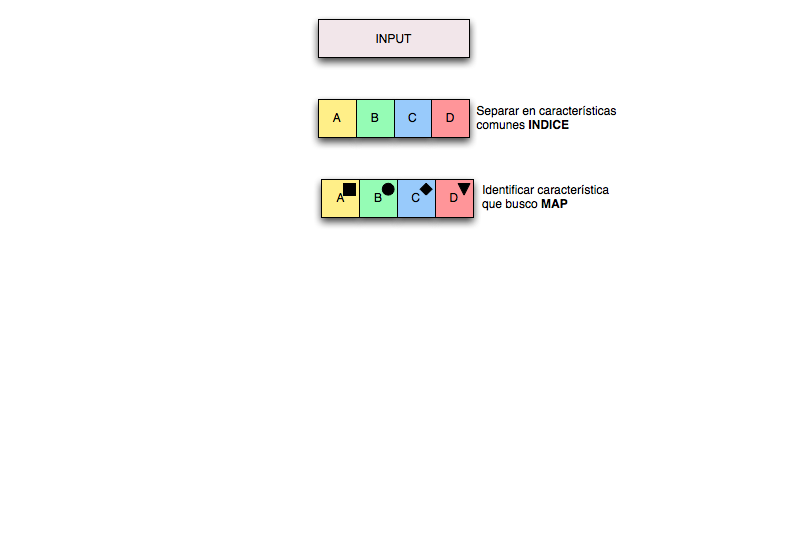 INPUT
A B C D
Separar en características
comunes INDICE
A B C D
Identificar característica
que busco MAP